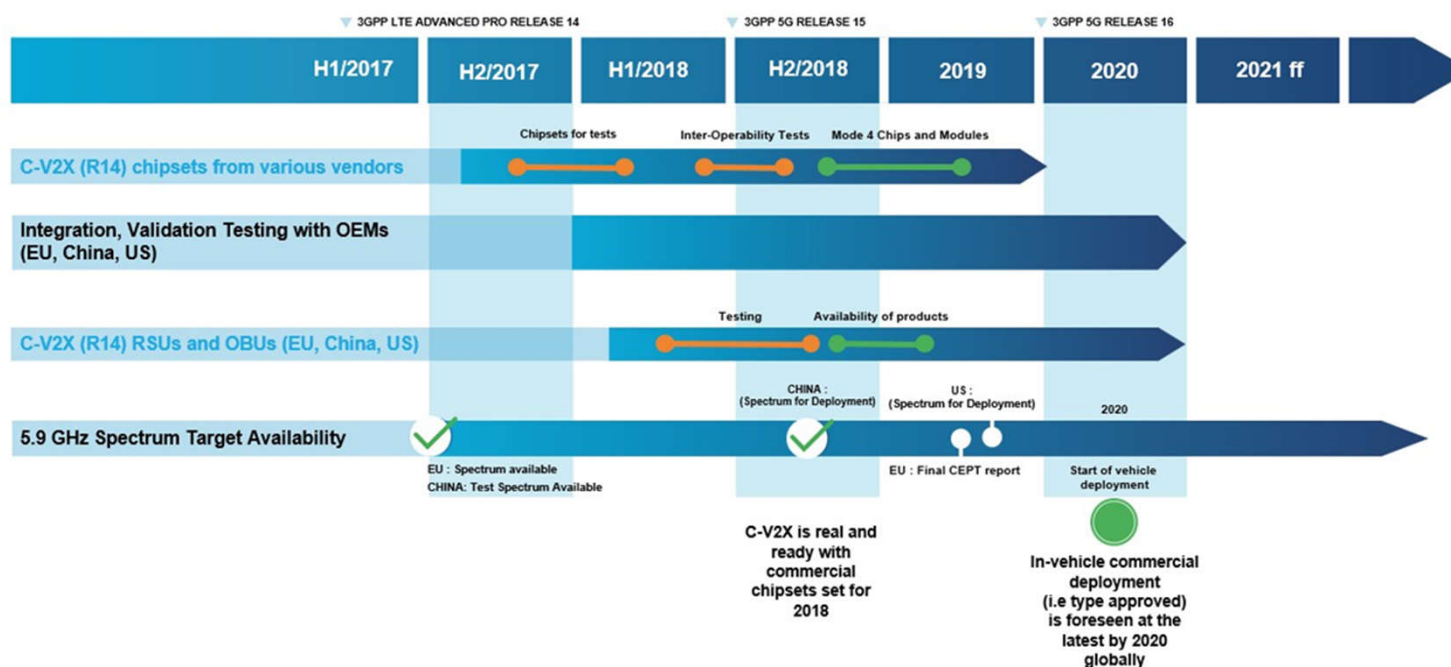 3GPP LTE ADVANCED PRO RELEASE 14
3GPP 5G RELEASE 15
3GPP 5G RELEASE 16
H1/2017
H2/2017
H1/2018
H2/2018
2019
2020
2021 ff
Chipsets for tests
Inter-Operability Tests
Mode 4 Chips and Modules
C-V2X (R14) chipsets from various vendors
Integration, Validation Testing with OEMs
(EU, China, US)
Testing
Availability of products
C-V2X (R14) RSUs and OBUs (EU, China, US)
CHINA :
(Spectrum for Deployment)
US :
(Spectrum for Deployment)
2020
5.9 GHz Spectrum Target Availability
EU : Spectrum available
CHINA: Test Spectrum Available
EU : Final CEPT report
Start of vehicle
deployment
C-V2X is real and
ready with
commercial
chipsets set for
2018
In-vehicle commercial
deployment
(i.e type approved)
is foreseen at the
latest by 2020
globally